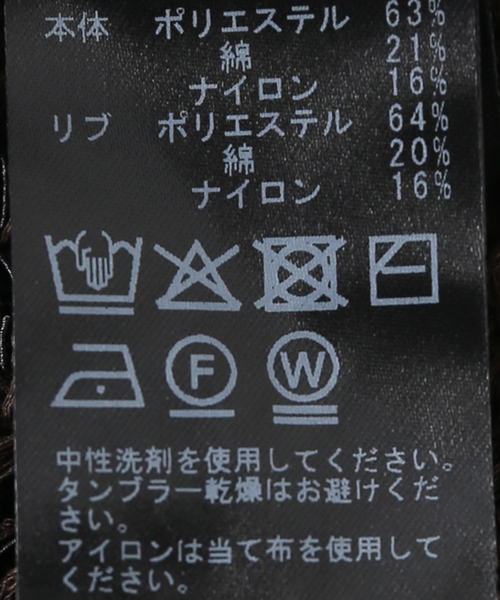 本体 ポリエステル 63%
綿 21%
ナイロン 16%
リブ ポリエステル 64%
綿 20%
ナイロン 16%
F W
中性洗剤を使用してください。
タンブラー乾燥はお避けくだ
さい。
アイロンは当て布を使用して
ください。